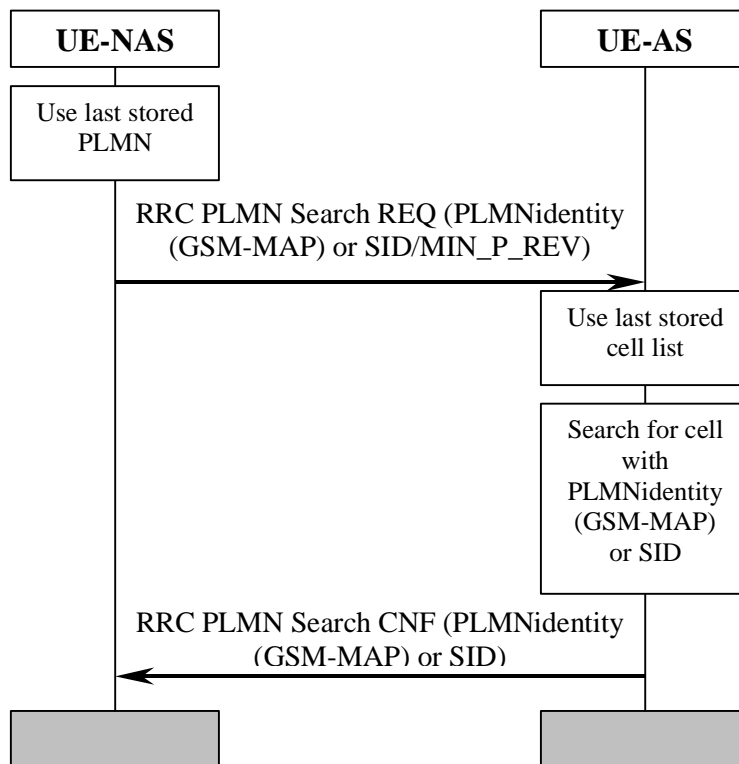 UE-NAS
UE-AS
Use last stored
PLMN
RRC PLMN Search REQ (PLMNidentity
(GSM-MAP) or SID/MIN_P_REV)
Use last stored
cell list
Search for cell
with
PLMNidentity
(GSM-MAP)
or SID
RRC PLMN Search CNF (PLMNidentity
(GSM-MAP) or SID)